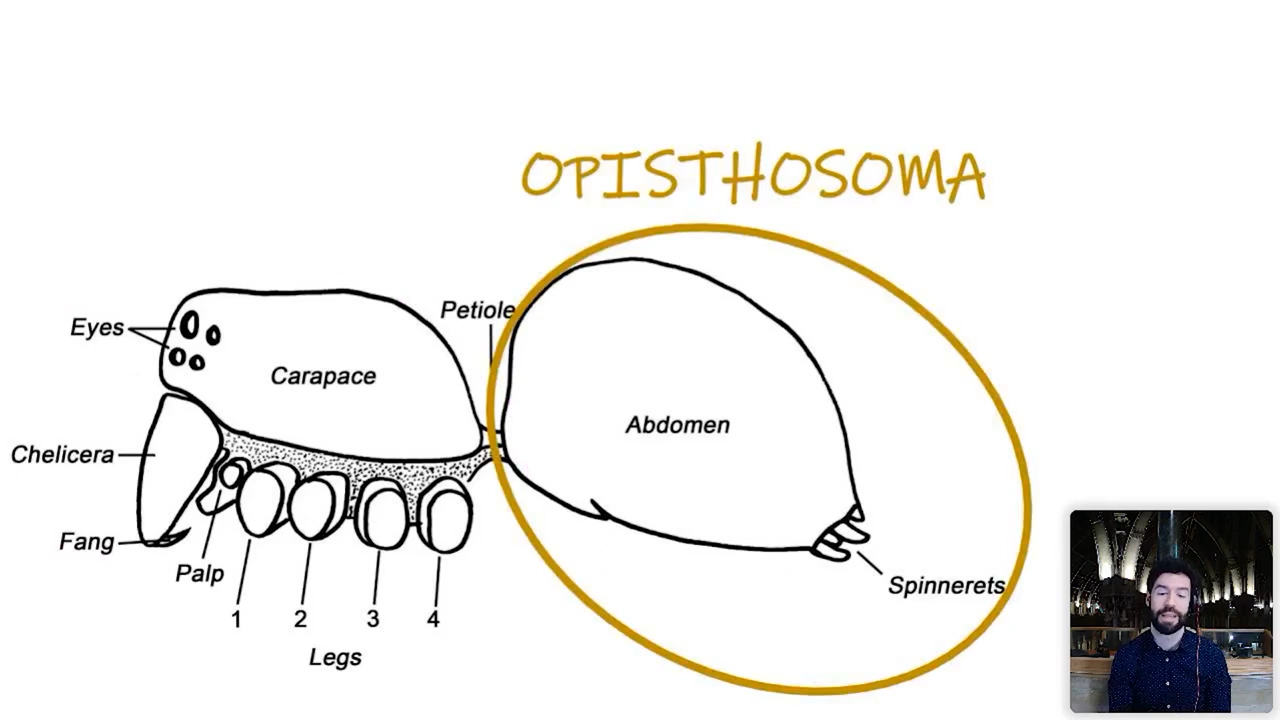 OPISTHOSOMA
Petiole
Eyes
Carapace
Abdomen
Chelicera
Fang
Palp
Spinnerets
1 2 3 4
Legs